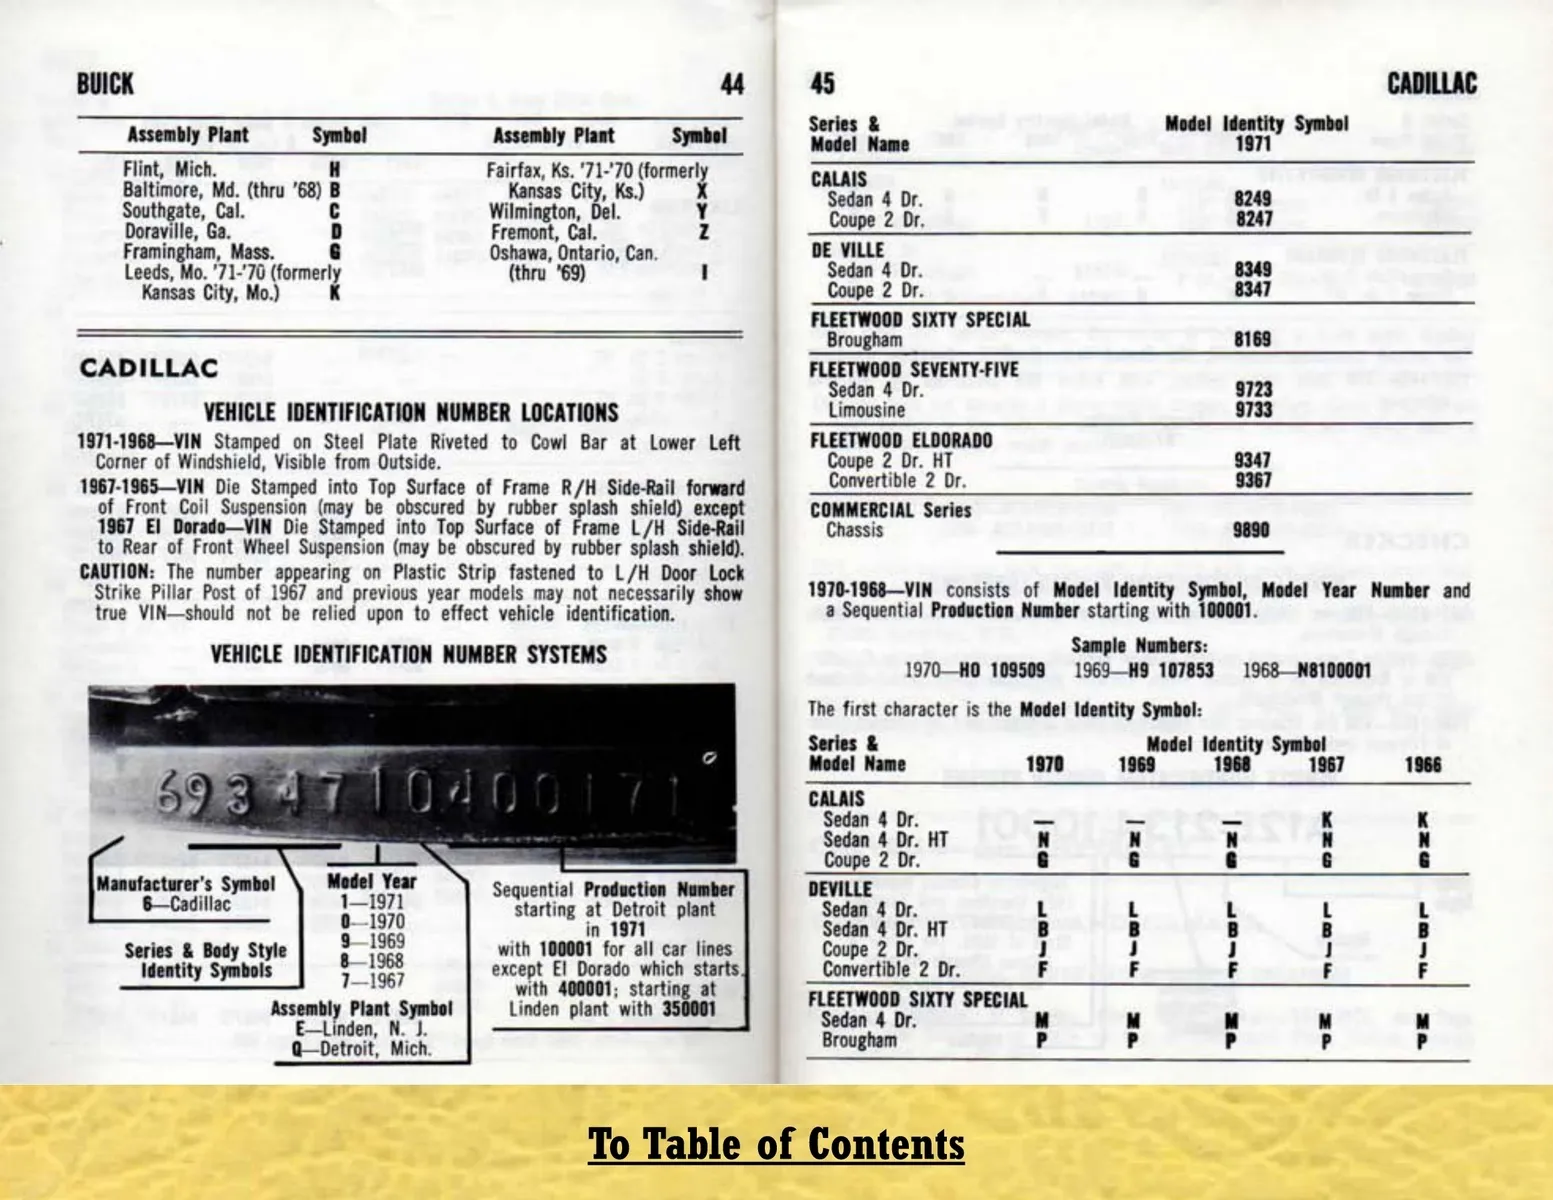 BUICK 44
Assembly Plant Symbol Assembly Plant Symbol
Flint, Mich. H Fairfax, Ks. '71-'70 (formerly
Baltimore, Md. (thru '68) B Kansas City, Ks.) X
Southgate, Cal. C Wilmington, Del. Y
Doraville, Ga. D Fremont, Cal. Z
Framingham, Mass. G Oshawa, Ontario, Can.
Leeds, Mo. '71-'70 (formerly (thru '69) I
Kansas City, Mo.) K
CADILLAC
VEHICLE IDENTIFICATION NUMBER LOCATIONS
1971-1968—VIN Stamped on Steel Plate Riveted to Cowl Bar at Lower Left
Corner of Windshield, Visible from Outside.
1967-1965—VIN Die Stamped into Top Surface of Frame R/H Side-Rail forward
of Front Coil Suspension (may be obscured by rubber splash shield) except
1967 El Dorado—VIN Die Stamped into Top Surface of Frame L/H Side-Rail
to Rear of Front Wheel Suspension (may be obscured by rubber splash shield).
CAUTION: The number appearing on Plastic Strip fastened to L/H Door Lock
Strike Pillar Post of 1967 and previous year models may not necessarily show
true VIN—should not be relied upon to effect vehicle identification.
VEHICLE IDENTIFICATION NUMBER SYSTEMS
69347 1Q400171
Manufacturer's Symbol
6—Cadillac
Series & Body Style
Identity Symbols
Model Year
1—1971
0—1970
9—1969
8—1968
7—1967
Assembly Plant Symbol
E—Linden, N. J.
Q—Detroit, Mich.
Sequential Production Number
starting at Detroit plant
in 1971
with 100001 for all car lines
except El Dorado which starts
with 400001; starting at
Linden plant with 350001
45 CADILLAC
Series & Model Identity Symbol
Model Name 1971
CALAIS
Sedan 4 Dr. 8249
Coupe 2 Dr. 8247
DE VILLE
Sedan 4 Dr. 8349
Coupe 2 Dr. 8347
FLEETWOOD SIXTY SPECIAL
Brougham 8169
FLEETWOOD SEVENTY-FIVE
Sedan 4 Dr. 9723
Limousine 9733
FLEETWOOD ELDORADO
Coupe 2 Dr. HT 9347
Convertible 2 Dr. 9367
COMMERCIAL Series
Chassis 9890
1970-1968—VIN consists of Model Identity Symbol, Model Year Number and
a Sequential Production Number starting with 100001.
Sample Numbers:
1970—H0 109509 1969—H9 107853 1968—N8100001
The first character is the Model Identity Symbol:
Series & Model Identity Symbol
Model Name 1970 1969 1968 1967 1966
CALAIS
Sedan 4 Dr. — — — K K
Sedan 4 Dr. HT N N N N N
Coupe 2 Dr. G G G G G
DEVILLE
Sedan 4 Dr. L L L L L
Sedan 4 Dr. HT B B B B B
Coupe 2 Dr. J J J J J
Convertible 2 Dr. F F F F F
FLEETWOOD SIXTY SPECIAL
Sedan 4 Dr. M M M M M
Brougham P P P P P
To Table of Contents